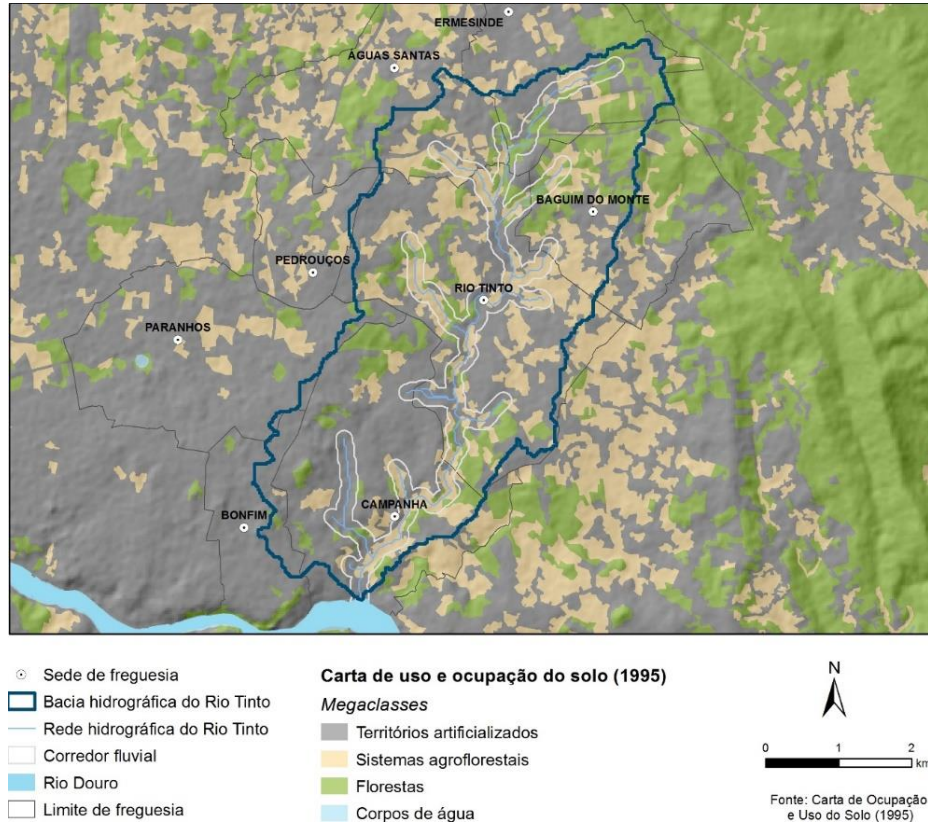 ERMESINDE
ÁGUAS SANTAS
BAGUIM DO MONTE
PEDROUÇOS
RIO TINTO
PARANHOS
CAMPANHÃ
BONFIM
Sede de freguesia
Bacia hidrográfica do Rio Tinto
Rede hidrográfica do Rio Tinto
Corredor fluvial
Rio Douro
Limite de freguesia
Carta de uso e ocupação do solo (1995)
Megaclasses
Territórios artificializados
Sistemas agroflorestais
Florestas
Corpos de água
N
0 1 2
km
Fonte: Carta de Ocupação
e Uso do Solo (1995)